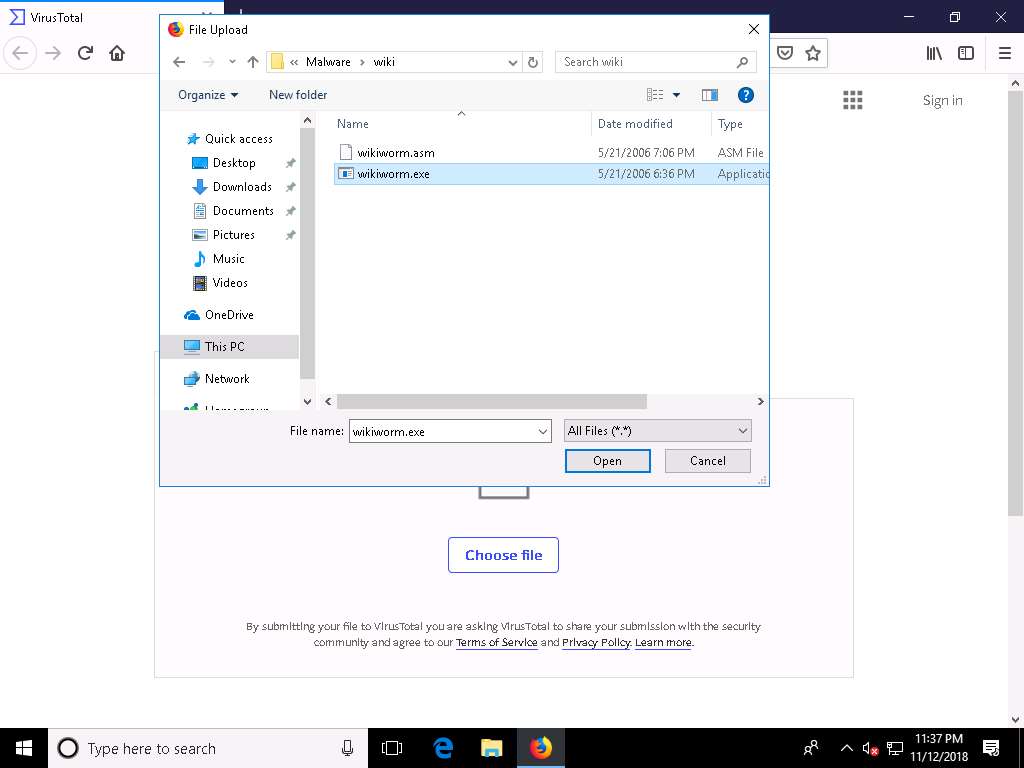 VirusTotal
File Upload
« Malware › wiki
Search wiki
Organize
New folder
Name
Date modified
Type
Quick access
Desktop
Downloads
Documents
Pictures
Music
Videos
OneDrive
This PC
Network
Homegroup
wikiworm.asm
5/21/2006 7:06 PM
ASM File
wikiworm.exe
5/21/2006 6:36 PM
Applicatio
File name:
wikiworm.exe
All Files (*.*)
Open
Cancel
Sign in
Choose file
By submitting your file to VirusTotal you are asking VirusTotal to share your submission with the security
community and agree to our Terms of Service and Privacy Policy. Learn more.
Type here to search
11:37 PM
11/12/2018